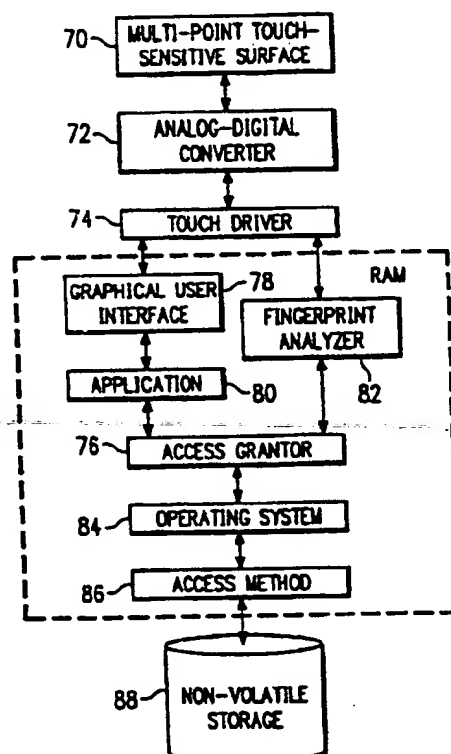 70
MULTI-POINT TOUCH-
SENSITIVE SURFACE
72
ANALOG-DIGITAL
CONVERTER
74
TOUCH DRIVER
RAM
78
GRAPHICAL USER
INTERFACE
FINGERPRINT
ANALYZER
APPLICATION
80
82
76
ACCESS GRANTOR
84
OPERATING SYSTEM
86
ACCESS METHOD
88
NON-VOLATILE
STORAGE